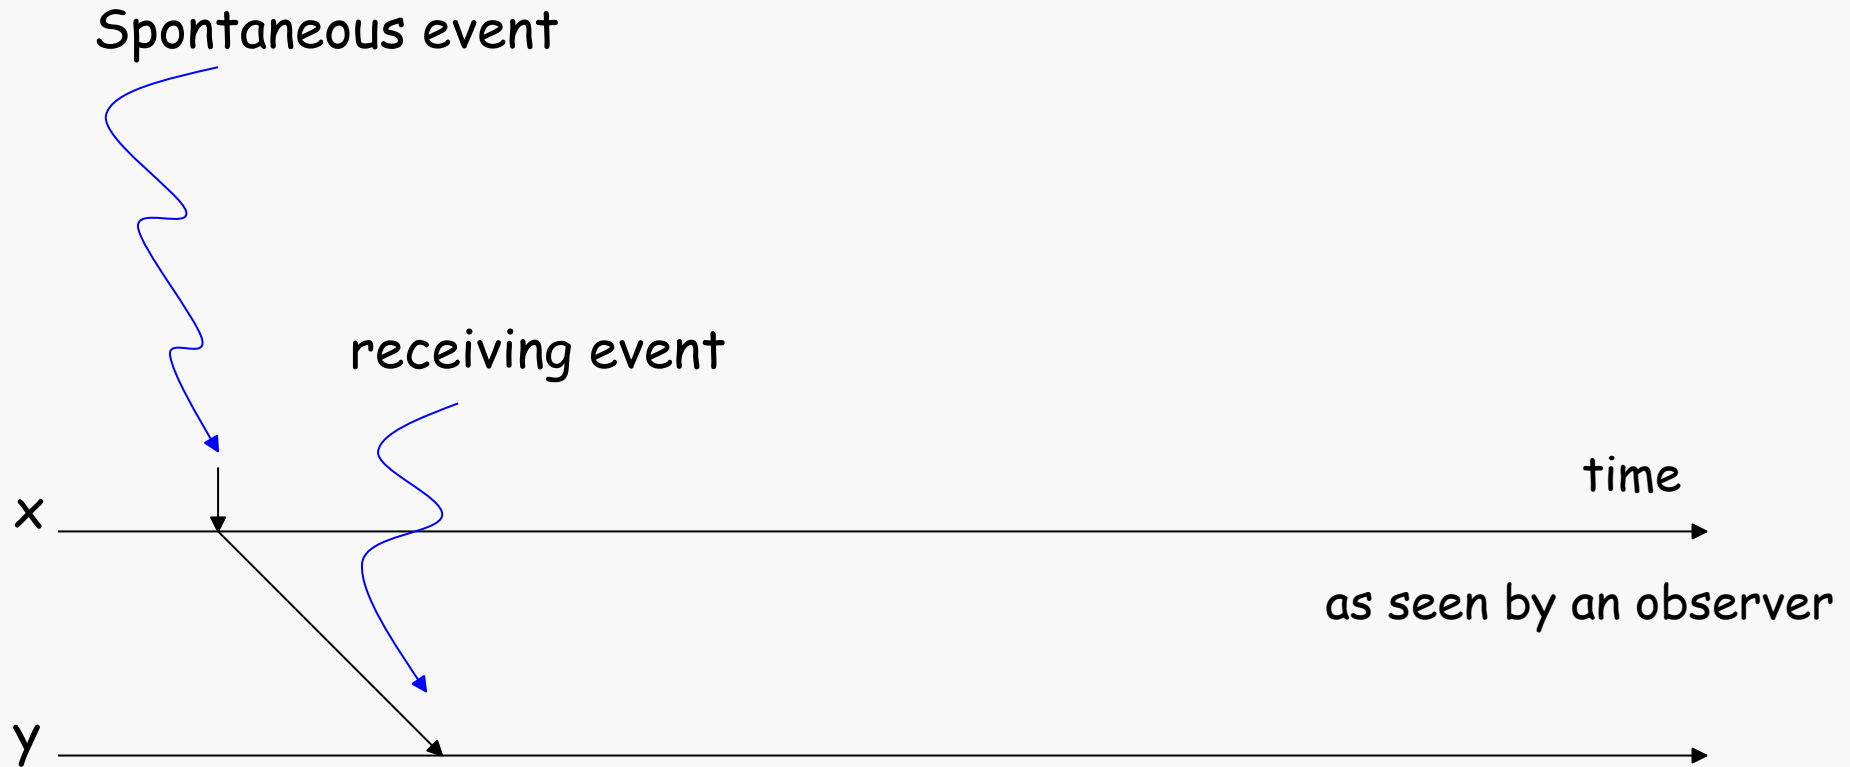 Spontaneous event
receiving event
time
x
as seen by an observer
y